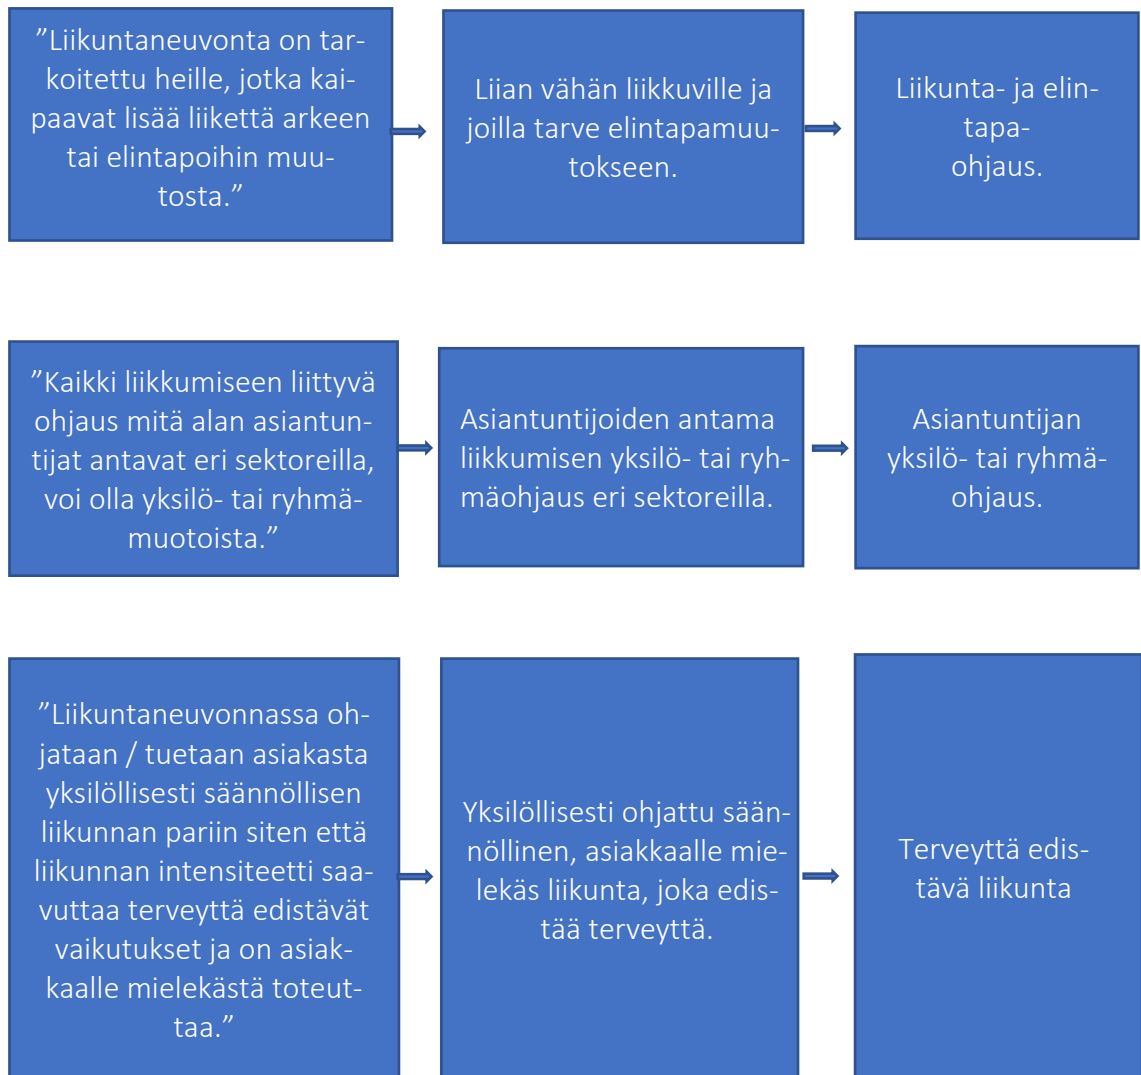 ”Liikuntaneuvonta on tar-
koitettu heille, jotka kai-
paavat lisää liikettä arkeen
tai elintapoihin muu-
tosta.”
Liian vähän liikkuville ja
joilla tarve elintapamuu-
tokseen.
Liikunta- ja elin-
tapa-
ohjaus.
”Kaikki liikkumiseen liittyvä
ohjaus mitä alan asiantun-
tijat antavat eri sektoreilla,
voi olla yksilö- tai ryhmä-
muotoista.”
Asiantuntijoiden antama
liikkumisen yksilö- tai ryh-
mäohjaus eri sektoreilla.
Asiantuntijan
yksilö- tai ryhmä-
ohjaus.
”Liikuntaneuvonnassa oh-
jataan / tuetaan asiakasta
yksilöllisesti säännöllisen
liikunnan pariin siten että
liikunnan intensiteetti saa-
vuttaa terveyttä edistävät
vaikutukset ja on asiak-
kaalle mielekästä toteut-
taa.”
Yksilöllisesti ohjattu sään-
nöllinen, asiakkaalle mie-
lekäs liikunta, joka edis-
tää terveyttä.
Terveyttä edis-
tävä liikunta